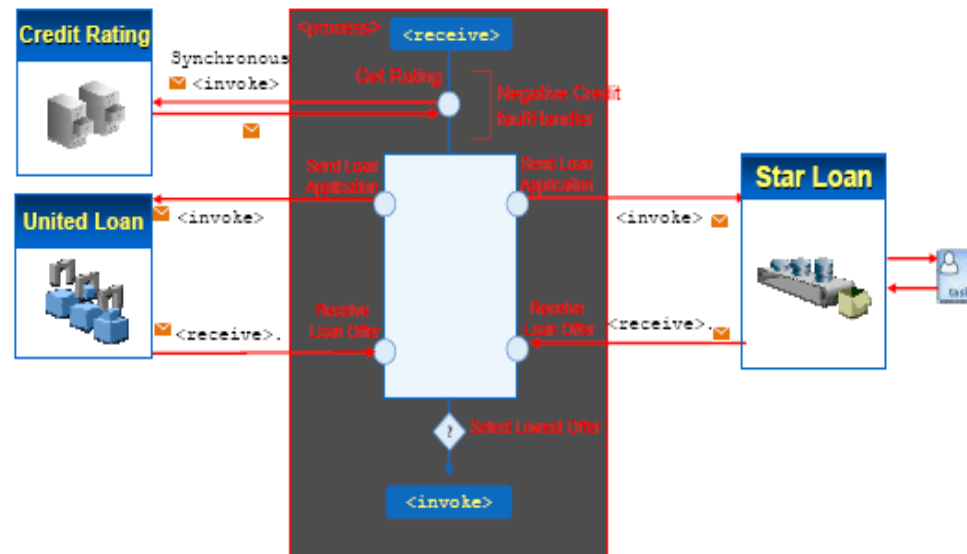 Credit Rating
Synchronous
<invoke>
<process>
<receive>
Get Rating
Negative Credit
faultHandler
Send Loan
Application
Send Loan
Application
United Loan
<invoke>
<invoke>
Star Loan
task
Receive
Loan Offer
Receive
Loan Offer
<receive>.
<receive>.
?
Select Lowest Offer
<invoke>